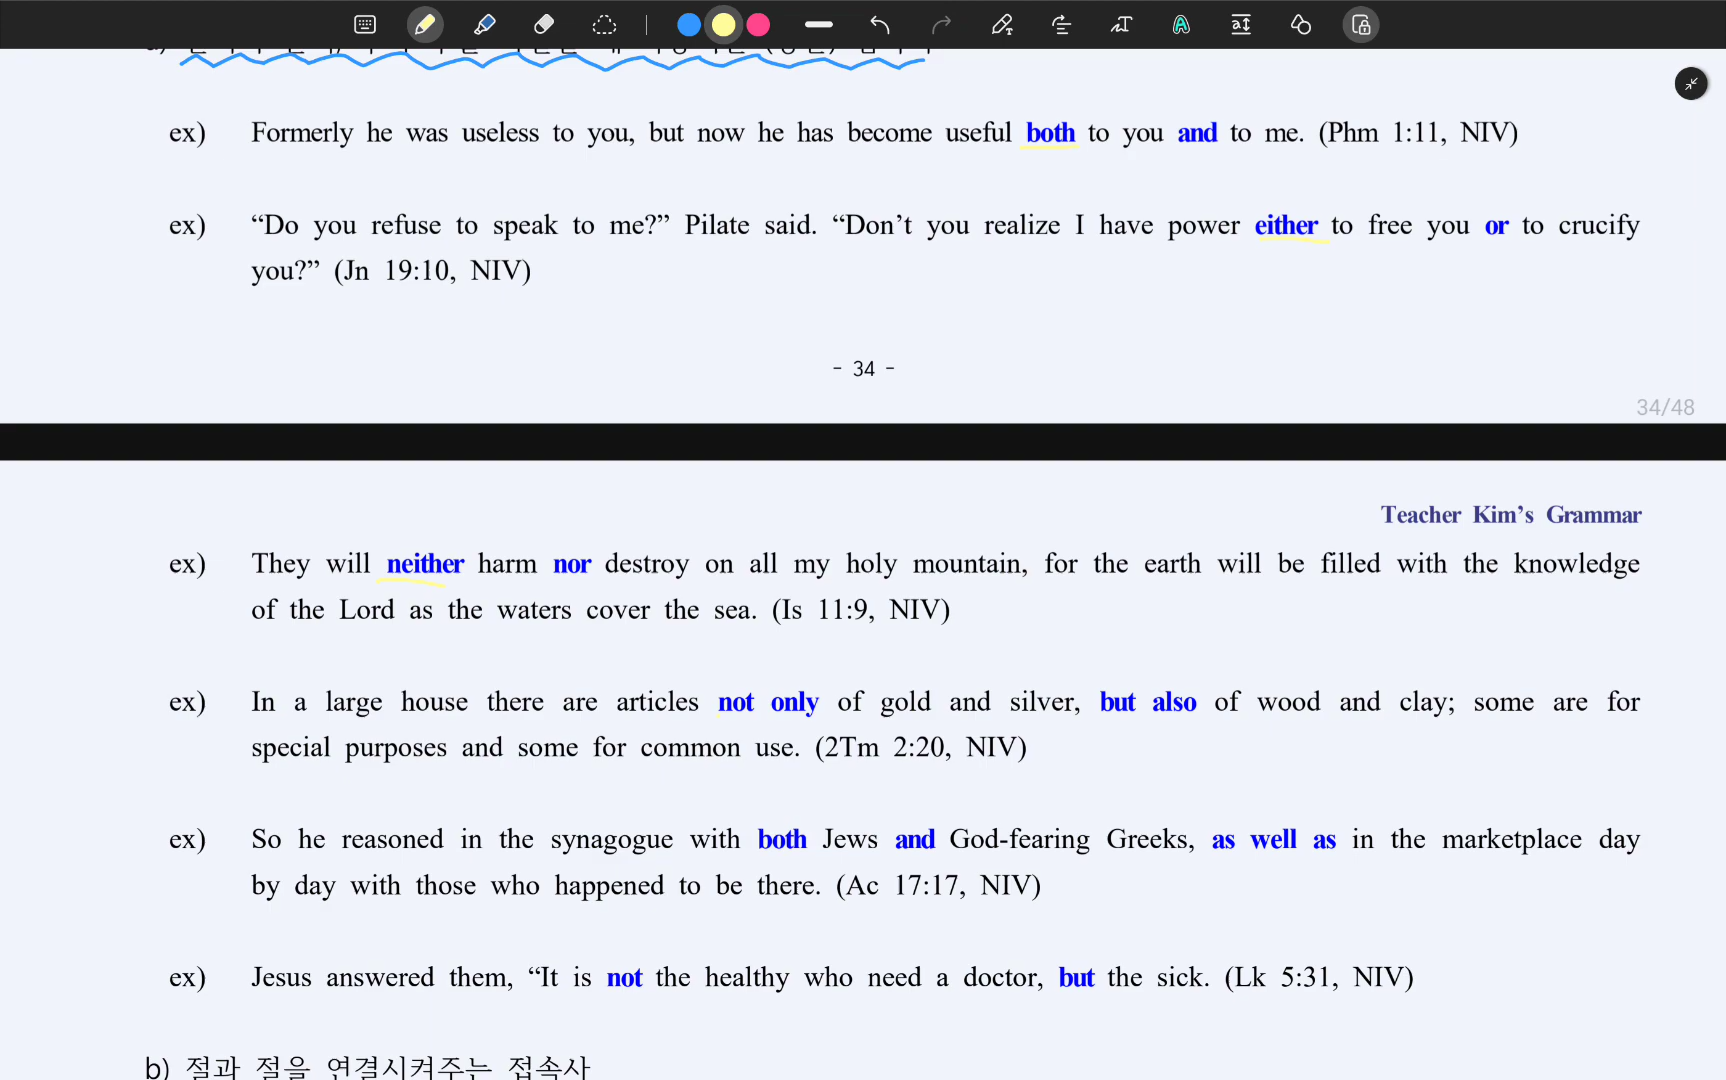 ex) Formerly he was useless to you, but now he has become useful both to you and to me. (Phm 1:11, NIV)
ex) “Do you refuse to speak to me?” Pilate said. “Don’t you realize I have power either to free you or to crucify
you?” (Jn 19:10, NIV)
- 34 -
34/48
Teacher Kim’s Grammar
ex) They will neither harm nor destroy on all my holy mountain, for the earth will be filled with the knowledge
of the Lord as the waters cover the sea. (Is 11:9, NIV)
ex) In a large house there are articles not only of gold and silver, but also of wood and clay; some are for
special purposes and some for common use. (2Tm 2:20, NIV)
ex) So he reasoned in the synagogue with both Jews and God-fearing Greeks, as well as in the marketplace day
by day with those who happened to be there. (Ac 17:17, NIV)
ex) Jesus answered them, “It is not the healthy who need a doctor, but the sick. (Lk 5:31, NIV)
b) 절과 절을 연결시켜주는 접속사